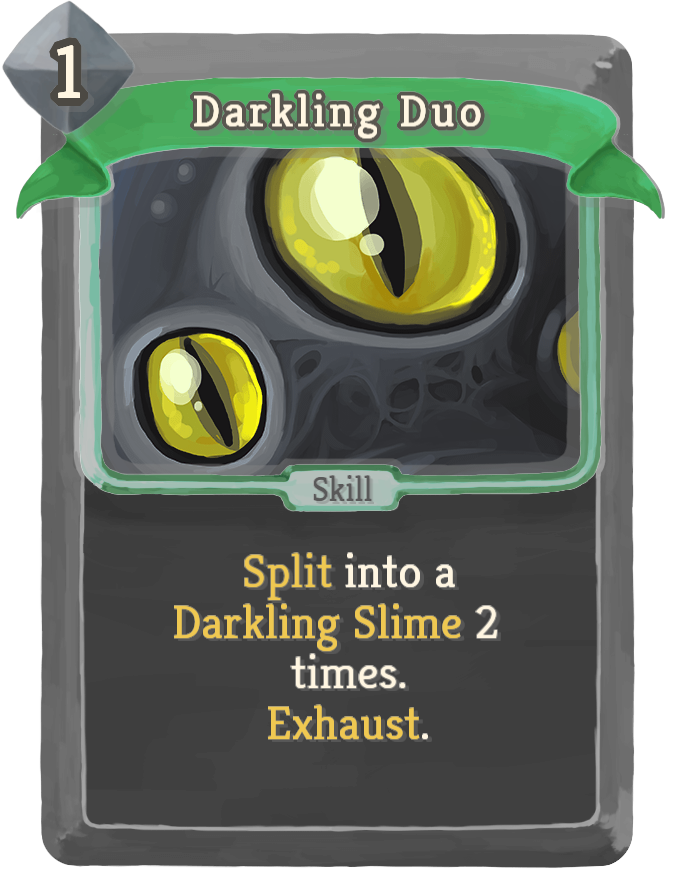 1
Darkling Duo
Skill
Split into a
Darkling Slime 2
times.
Exhaust.